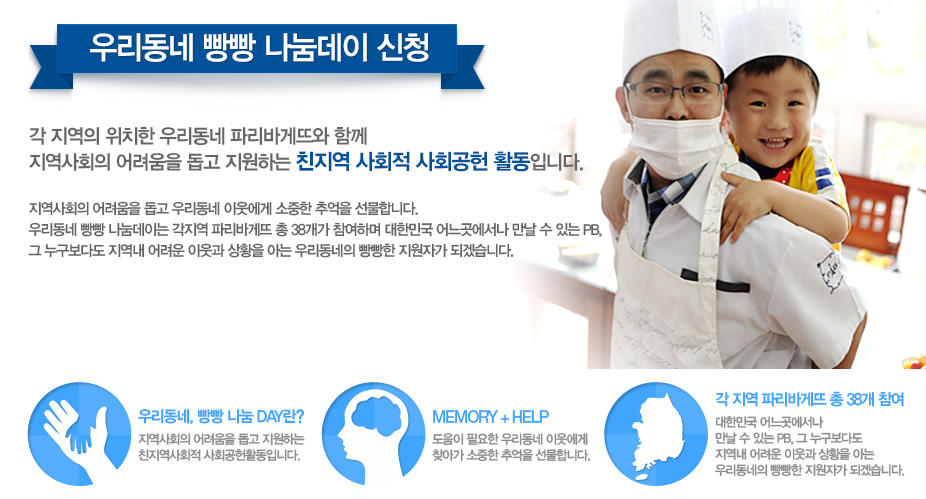 우리동네 빵빵 나눔데이 신청
각 지역의 위치한 우리동네 파리바게뜨와 함께
지역사회의 어려움을 돕고 지원하는 친지역 사회적 사회공헌 활동입니다.
지역사회의 어려움을 돕고 우리동네 이웃에게 소중한 추억을 선물합니다.
우리동네 빵빵 나눔데이는 각지역 파리바게뜨 총 38개가 참여하며 대한민국 어느곳에서나 만날 수 있는 PB,
그 누구보다도 지역내 어려운 이웃과 상황을 아는 우리동네의 빵빵한 지원자가 되겠습니다.
우리동네, 빵빵 나눔 DAY란?
지역사회의 어려움을 돕고 지원하는
친지역사회적 사회공헌활동입니다.
MEMORY + HELP
도움이 필요한 우리동네 이웃에게
찾아가 소중한 추억을 선물합니다.
각 지역 파리바게뜨 총 38개 참여
대한민국 어느곳에서나
만날 수 있는 PB, 그 누구보다도
지역내 어려운 이웃과 상황을 아는
우리동네의 빵빵한 지원자가 되겠습니다.